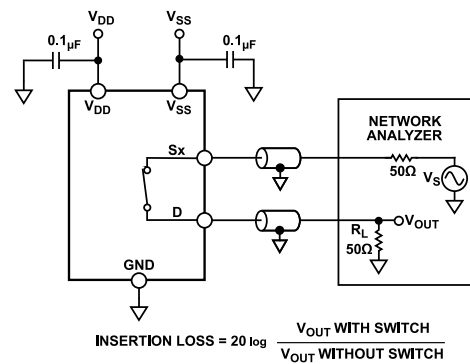 VDD
VSS
0.1µF
0.1µF
VDD
VSS
NETWORK
ANALYZER
Sx
50Ω
VS
D
VOUT
RL
50Ω
GND
INSERTION LOSS = 20 log VOUT WITH SWITCH
VOUT WITHOUT SWITCH